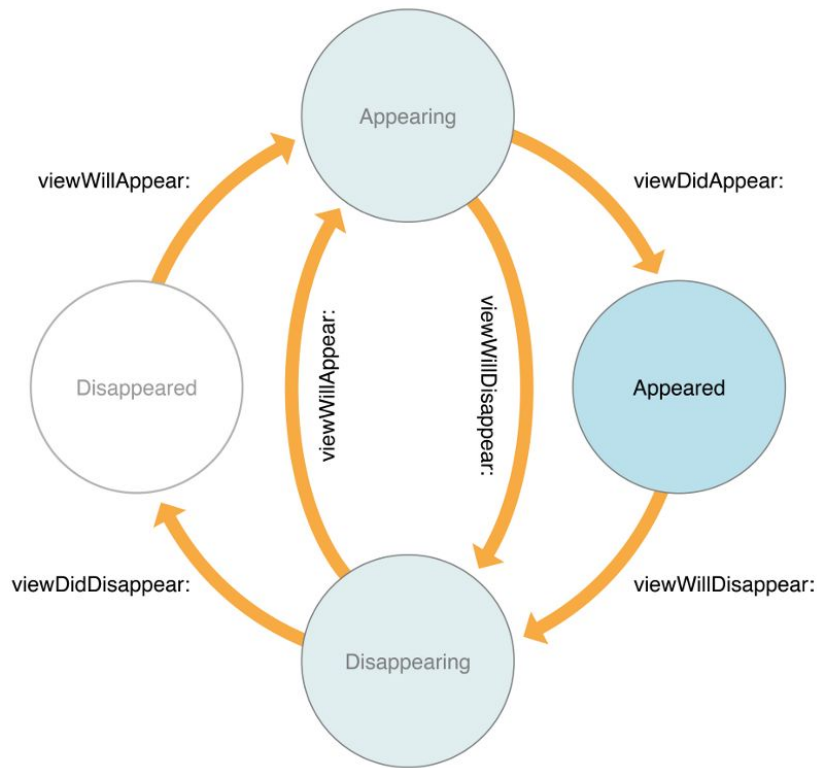 Appearing
viewWillAppear:
viewDidAppear:
viewWillAppear:
viewWillDisappear:
Disappeared
Appeared
viewDidDisappear:
viewWillDisappear:
Disappearing